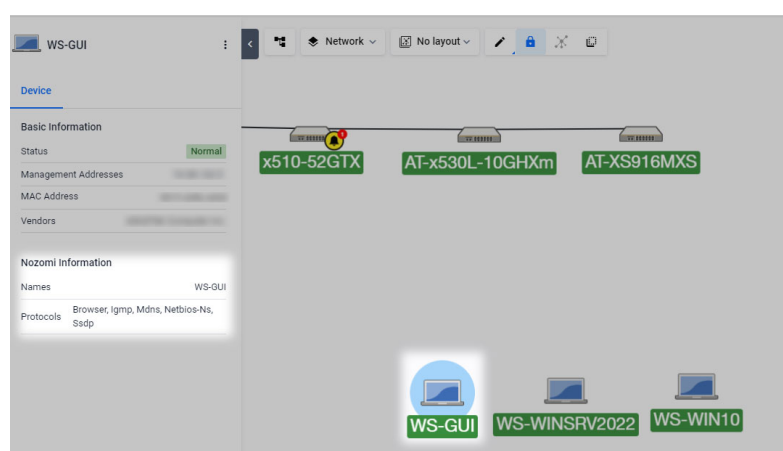 WS-GUI
Network
No layout
Device
Basic Information
Status Normal
Management Addresses
MAC Address
Vendors
Nozomi Information
Names WS-GUI
Protocols Browser, Igmp, Mdns, Netbios-Ns,
Ssdp
1
x510-52GTX AT-x530L-10GHXm AT-XS916MXS
WS-GUI WS-WINSRV2022 WS-WIN10